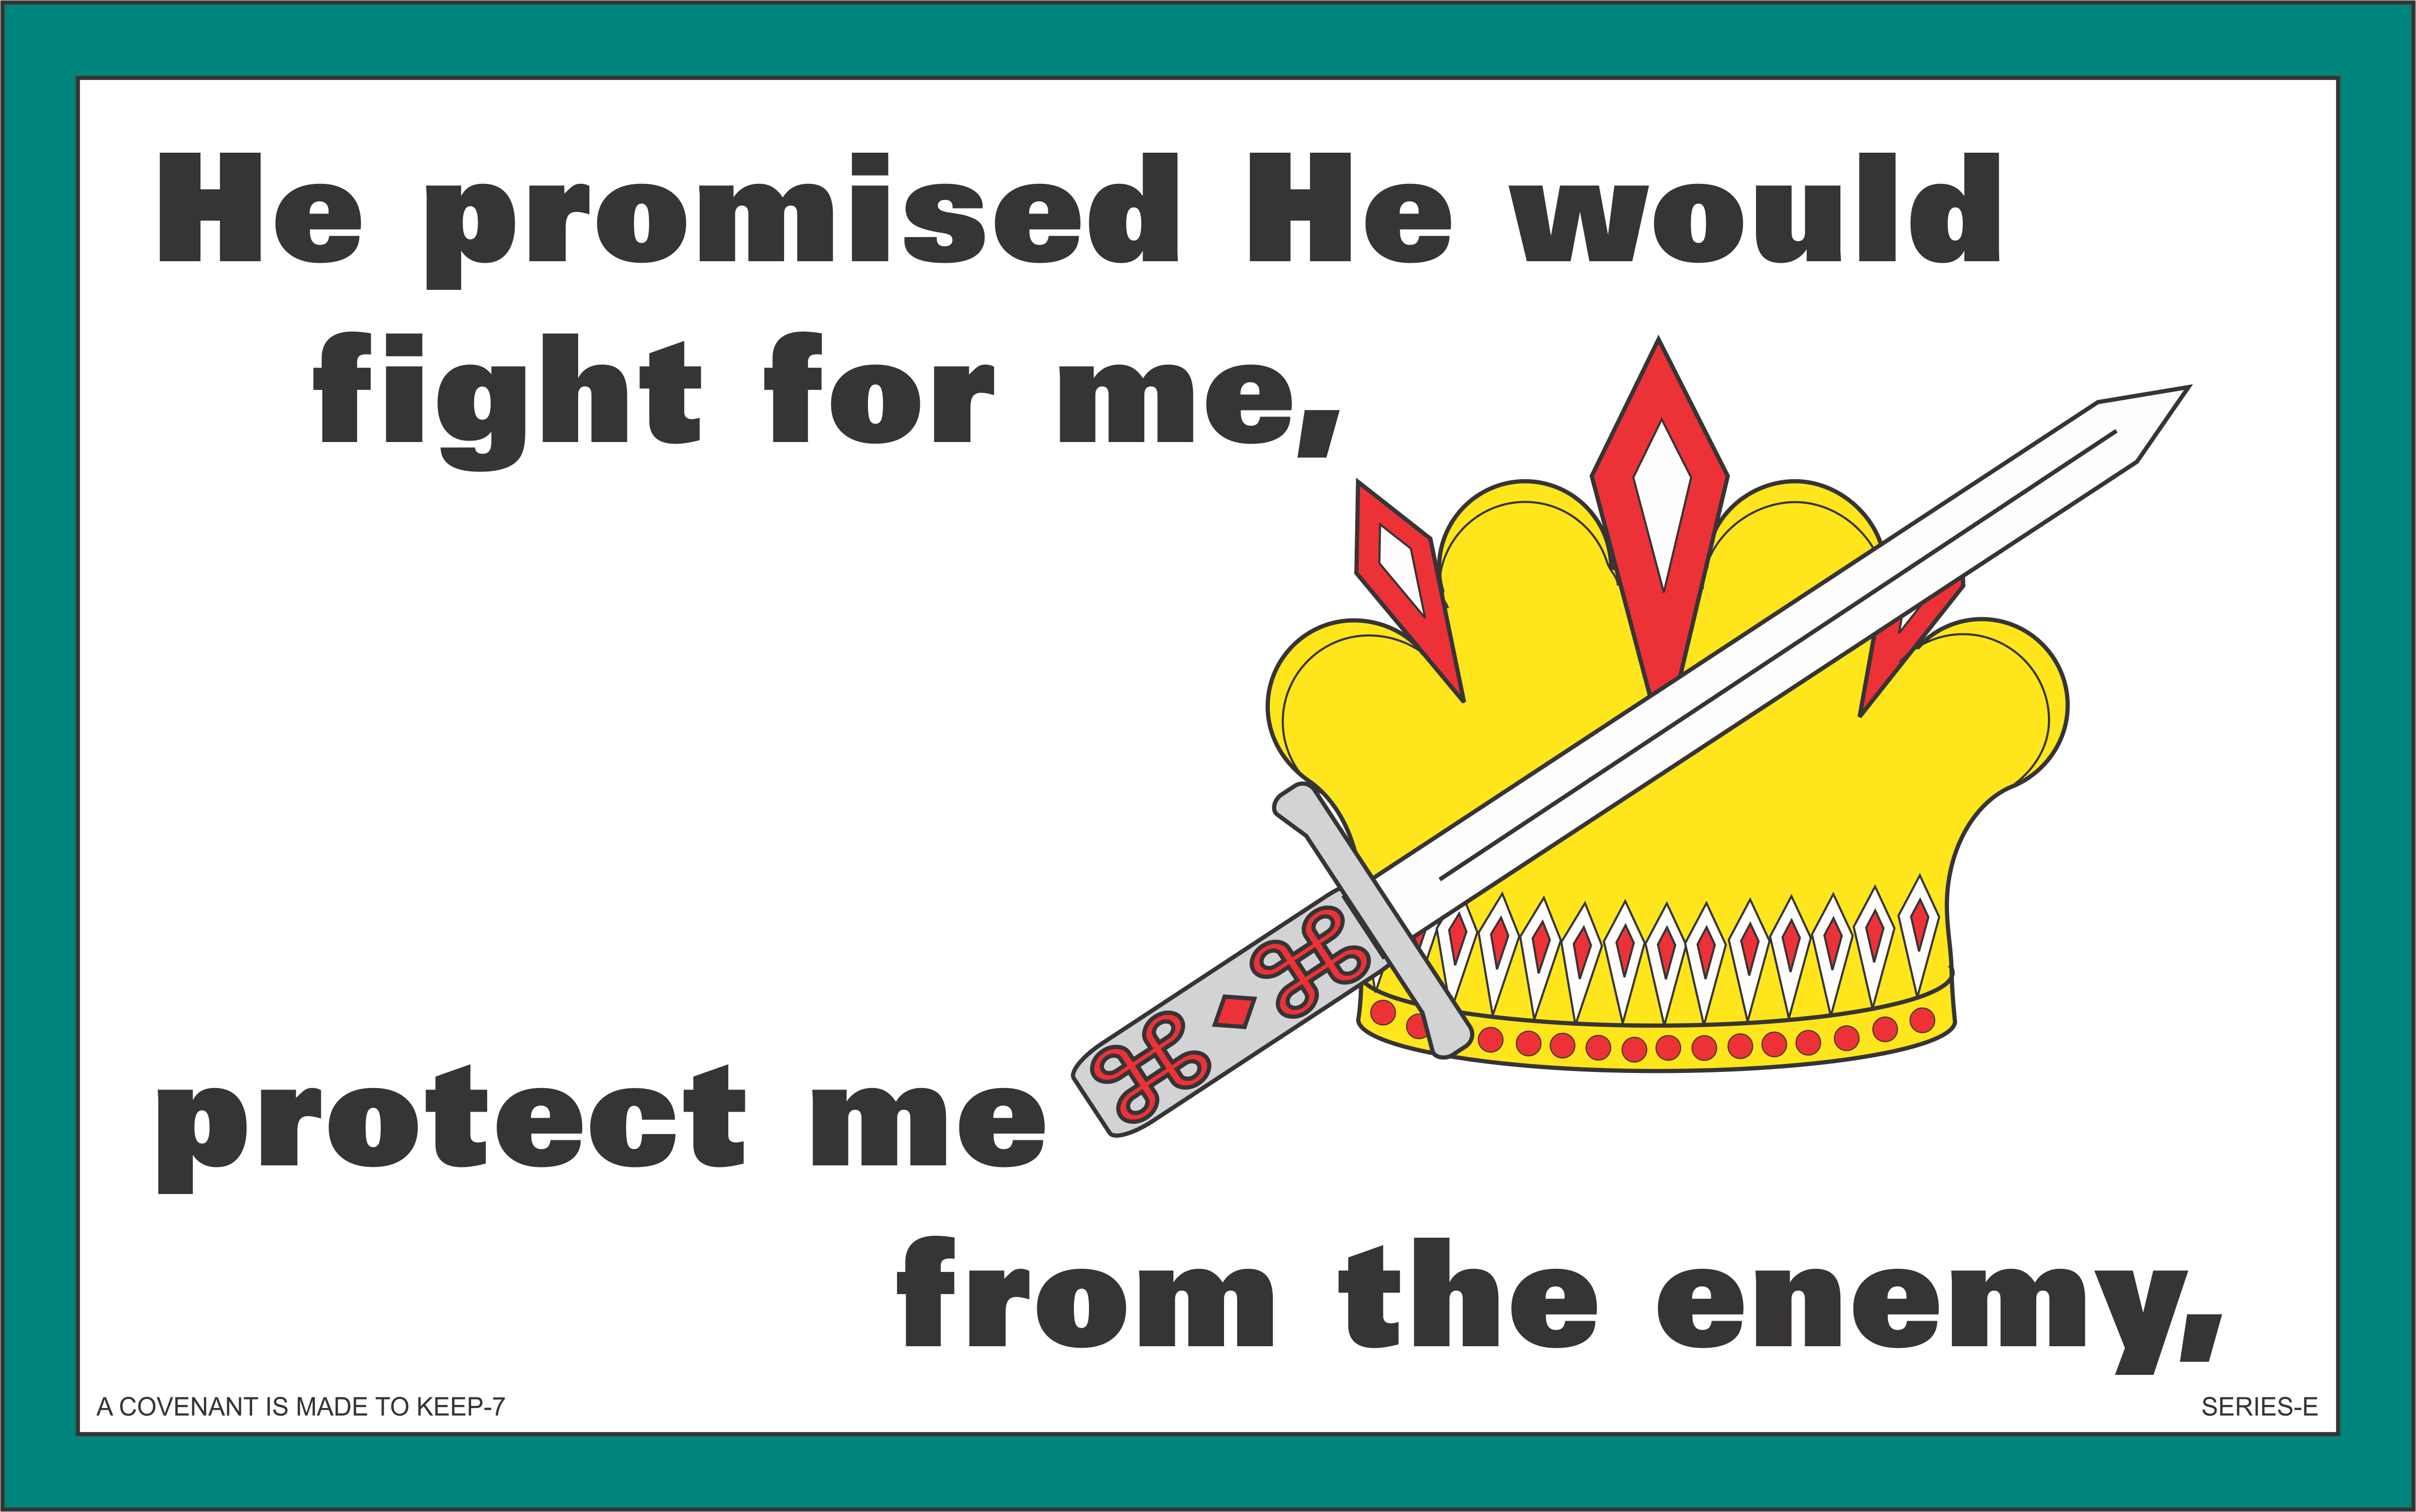 He promised He would
fight for me,
protect me
from the enemy,
A COVENANT IS MADE TO KEEP-7
SERIES-E